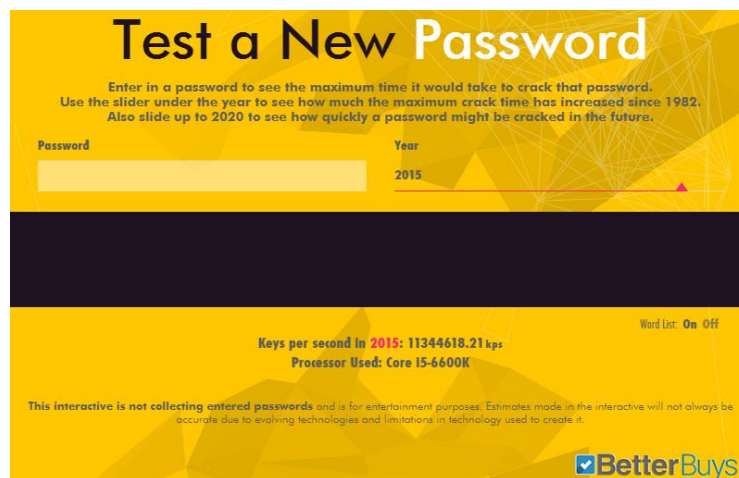 Test a New Password
Enter in a password to see the maximum time it would take to crack that password.
Use the slider under the year to see how much the maximum crack time has increased since 1982.
Also slide up to 2020 to see how quickly a password might be cracked in the future.
Password
Year
2015
Word List: On Off
Keys per second in 2015: 11344618.21 kps
Processor Used: Core I5-6600K
This interactive is not collecting entered passwords and is for entertainment purposes. Estimates made in the interactive will not always be
accurate due to evolving technologies and limitations in technology used to create it.
BetterBuys